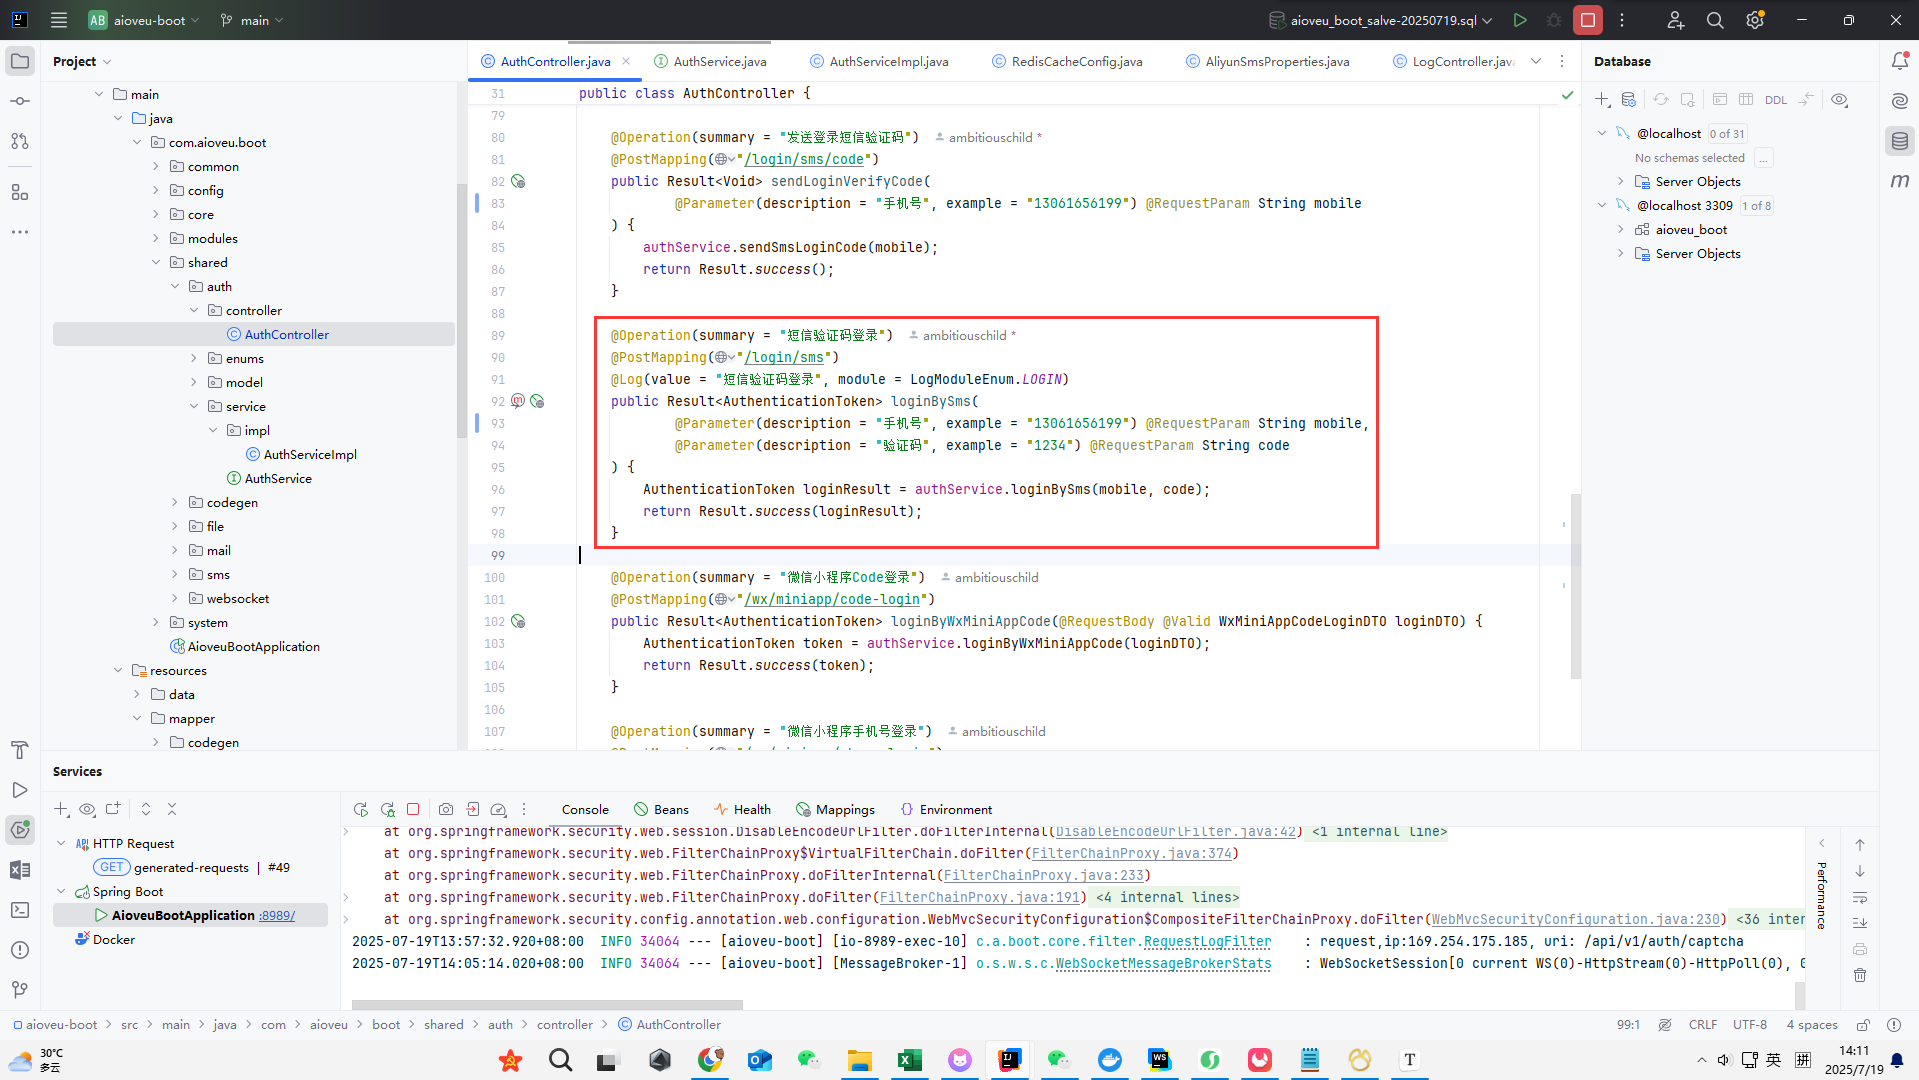 AB aioveu-boot main aioveu_boot_salve-20250719.sql
Project
AuthController.java AuthService.java AuthServiceImpl.java RedisCacheConfig.java AliyunSmsProperties.java LogController.java
Database
main
java
com.aioveu.boot
common
config
core
modules
shared
auth
controller
AuthController
enums
model
service
impl
AuthServiceImpl
AuthService
codegen
file
mail
sms
websocket
system
AioveuBootApplication
resources
data
mapper
codegen
31 public class AuthController {
79
80 @Operation(summary = "发送登录短信验证码") ambitiouschild *
81 @PostMapping("/login/sms/code")
82 public Result<Void> sendLoginVerifyCode(
83 @Parameter(description = "手机号", example = "13061656199") @RequestParam String mobile
84 ) {
85 authService.sendSmsLoginCode(mobile);
86 return Result.success();
87 }
88
89 @Operation(summary = "短信验证码登录") ambitiouschild *
90 @PostMapping("/login/sms")
91 @Log(value = "短信验证码登录", module = LogModuleEnum.LOGIN)
92 public Result<AuthenticationToken> loginBySms(
93 @Parameter(description = "手机号", example = "13061656199") @RequestParam String mobile,
94 @Parameter(description = "验证码", example = "1234") @RequestParam String code
95 ) {
96 AuthenticationToken loginResult = authService.loginBySms(mobile, code);
97 return Result.success(loginResult);
98 }
99
100 @Operation(summary = "微信小程序Code登录") ambitiouschild
101 @PostMapping("/wx/miniapp/code-login")
102 public Result<AuthenticationToken> loginByWxMiniAppCode(@RequestBody @Valid WxMiniAppCodeLoginDTO loginDTO) {
103 AuthenticationToken token = authService.loginByWxMiniAppCode(loginDTO);
104 return Result.success(token);
105 }
106
107 @Operation(summary = "微信小程序手机号登录") ambitiouschild
DDL
@localhost 0 of 31
No schemas selected ...
Server Objects
@localhost 3309 1 of 8
aioveu_boot
Server Objects
Services
HTTP Request
GET generated-requests | #49
Spring Boot
AioveuBootApplication :8989/
Docker
Console Beans Health Mappings Environment
at org.springframework.security.web.session.DisableEncodeUrlFilter.doFilterInternal(DisableEncodeUrlFilter.java:42) <1 internal line>
at org.springframework.security.web.FilterChainProxy$VirtualFilterChain.doFilter(FilterChainProxy.java:374)
at org.springframework.security.web.FilterChainProxy.doFilterInternal(FilterChainProxy.java:233)
at org.springframework.security.web.FilterChainProxy.doFilter(FilterChainProxy.java:191) <4 internal lines>
at org.springframework.security.config.annotation.web.configuration.WebMvcSecurityConfiguration$CompositeFilterChainProxy.doFilter(WebMvcSecurityConfiguration.java:230) <36 inter
2025-07-19T13:57:32.920+08:00 INFO 34064 --- [aioveu-boot] [io-8989-exec-10] c.a.boot.core.filter.RequestLogFilter : request,ip:169.254.175.185, uri: /api/v1/auth/captcha
2025-07-19T14:05:14.020+08:00 INFO 34064 --- [aioveu-boot] [MessageBroker-1] o.s.w.s.c.WebSocketMessageBrokerStats : WebSocketSession[0 current WS(0)-HttpStream(0)-HttpPoll(0),
Performance
aioveu-boot > src > main > java > com > aioveu > boot > shared > auth > controller > AuthController
99:1 CRLF UTF-8 4 spaces
30°C
多云
英 拼
14:11
2025/7/19